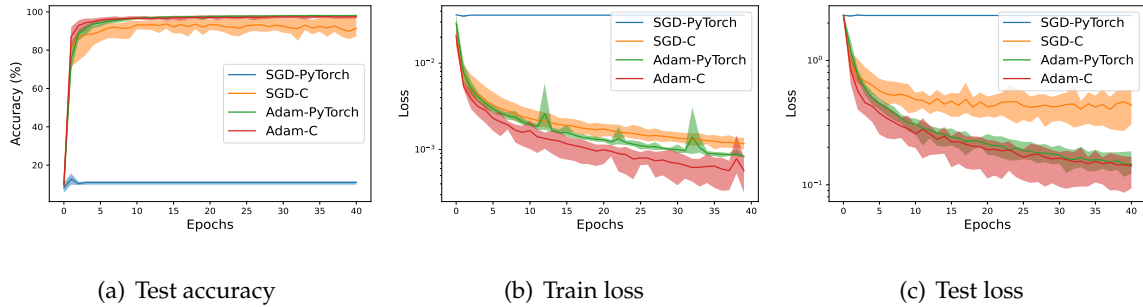 Accuracy (%)
100
80
60
40
20
0 5 10 15 20 25 30 35 40
Epochs
SGD-PyTorch
SGD-C
Adam-PyTorch
Adam-C
(a) Test accuracy
Loss
10⁻²
10⁻³
0 5 10 15 20 25 30 35 40
Epochs
SGD-PyTorch
SGD-C
Adam-PyTorch
Adam-C
(b) Train loss
Loss
10⁰
10⁻¹
0 5 10 15 20 25 30 35 40
Epochs
SGD-PyTorch
SGD-C
Adam-PyTorch
Adam-C
(c) Test loss